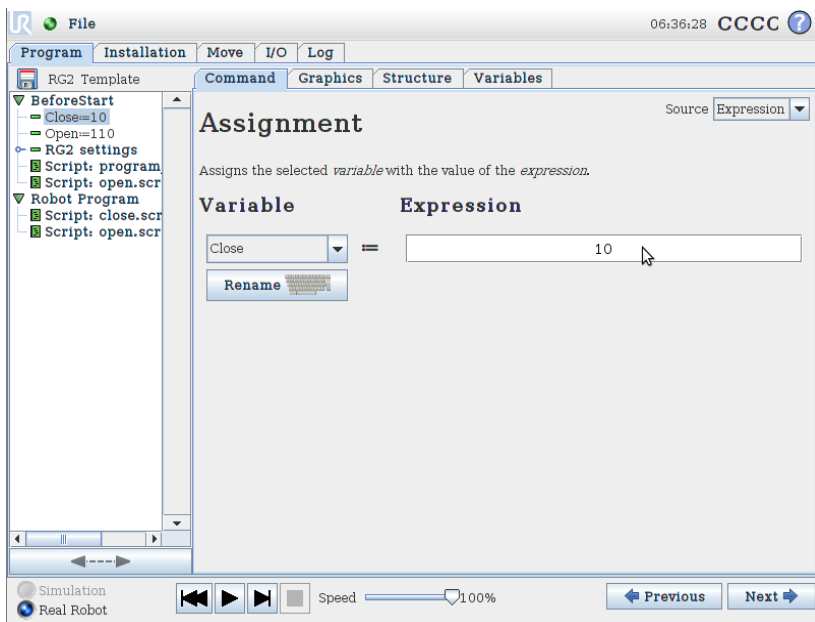 UR File 06:36:28 CCCC ?
Program Installation Move I/O Log
RG2 Template Command Graphics Structure Variables
BeforeStart
Close≔10
Open≔110
RG2 settings
Script: program
Script: open.scr
Robot Program
Script: close.scr
Script: open.scr
Source Expression
Assignment
Assigns the selected variable with the value of the expression.
Variable Expression
Close ≔ 10
Rename
Simulation
Real Robot
Speed 100%
Previous Next